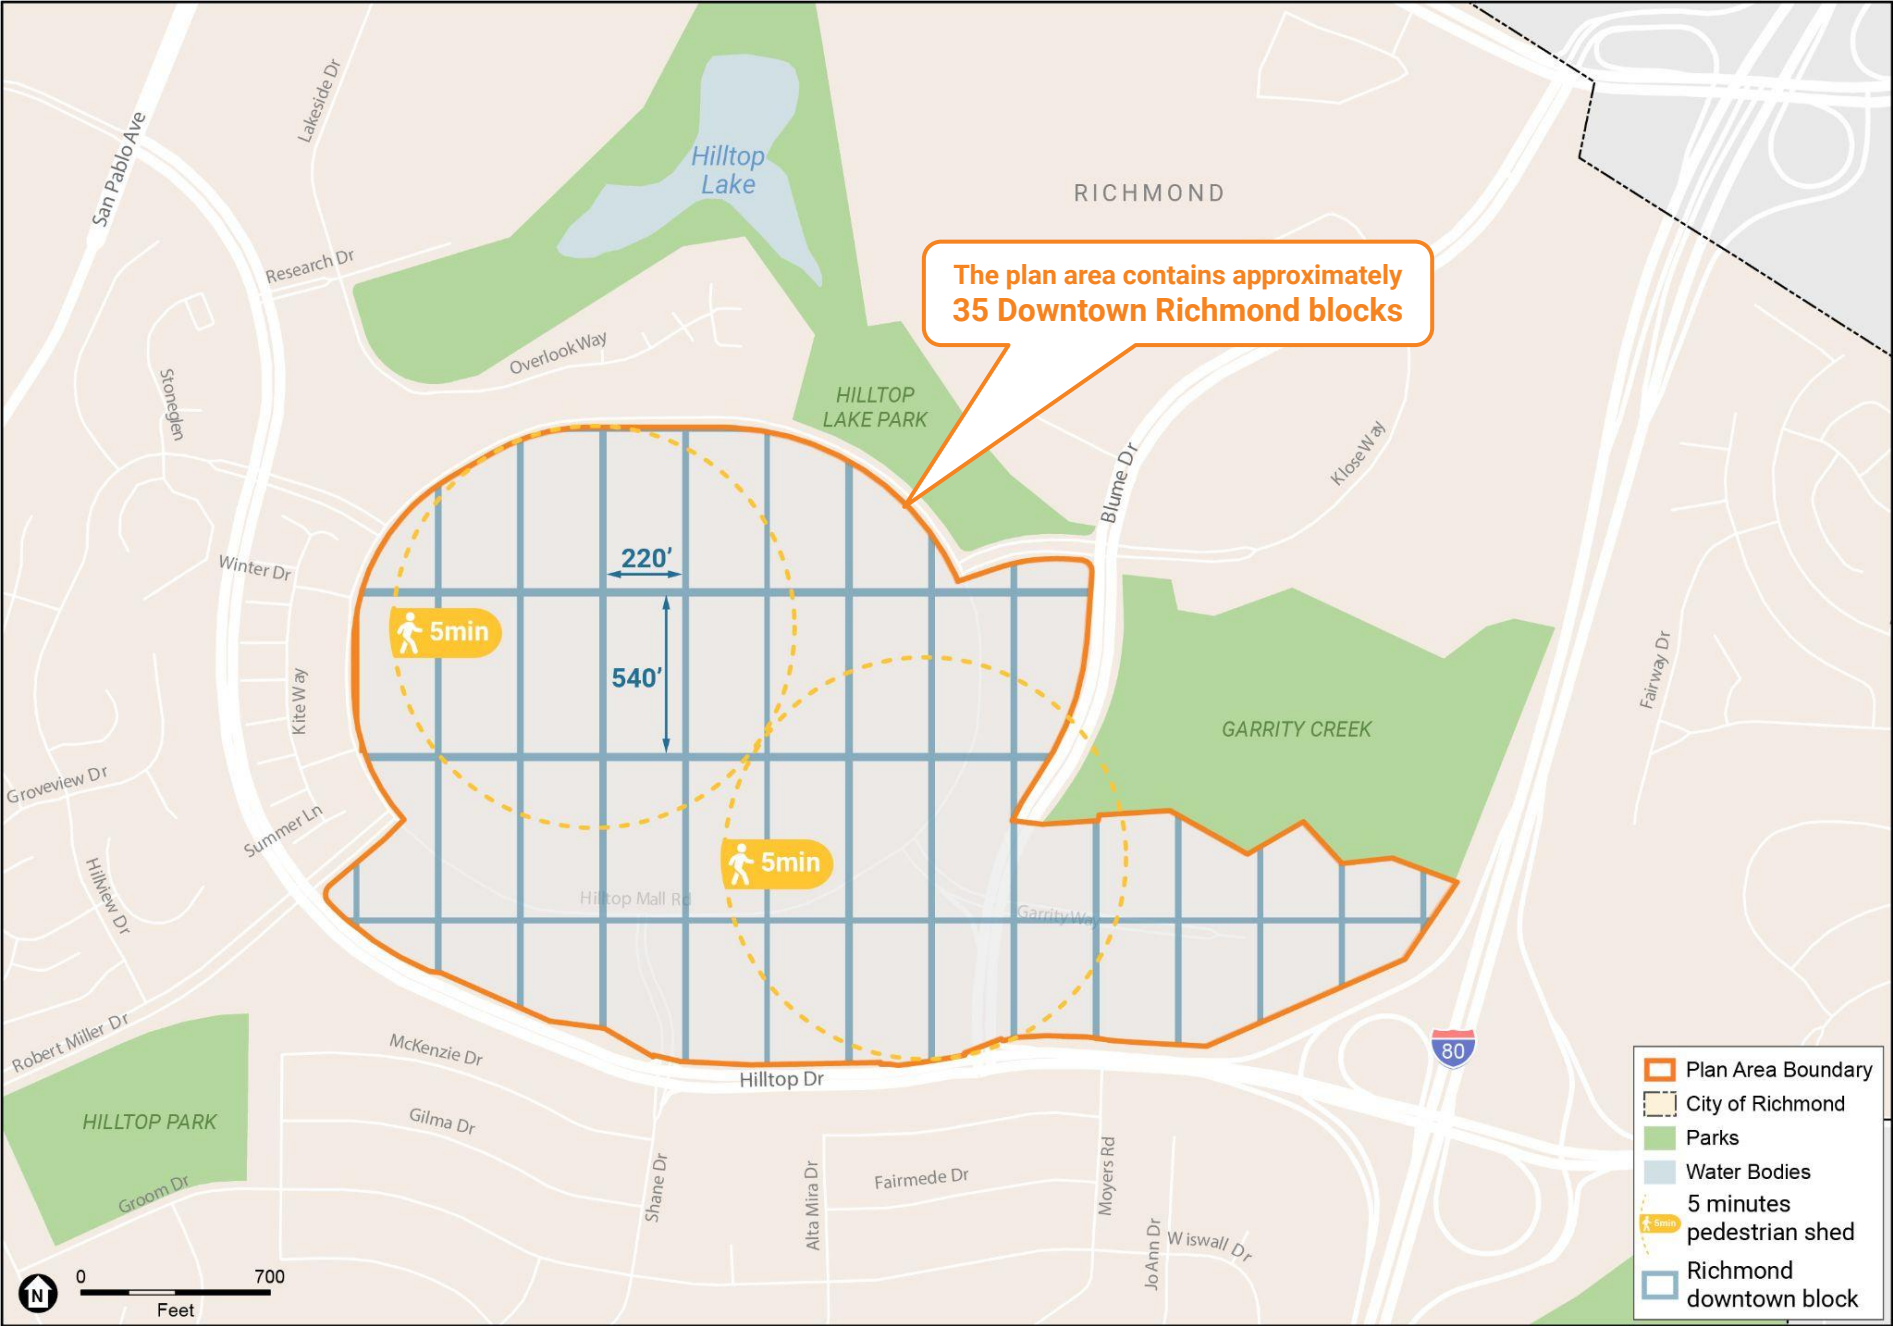 San Pablo Ave
Lakeside Dr
Hilltop
Lake
RICHMOND
Research Dr
The plan area contains approximately
35 Downtown Richmond blocks
Overlook Way
Stoneglen
HILLTOP
LAKE PARK
Blume Dr
Klose Way
Winter Dr
220’
5min
540’
Kite Way
Fairway Dr
GARRITY CREEK
Groveview Dr
Summer Ln
5min
Hillview Dr
Hilltop Mall Rd
Garrity Way
Robert Miller Dr
McKenzie Dr
Hilltop Dr
80
HILLTOP PARK
Gilma Dr
Groom Dr
Shane Dr
Alta Mira Dr
Fairmede Dr
Moyers Rd
Jo Ann Dr
Wiswall Dr
N
0 700
Feet
Plan Area Boundary
City of Richmond
Parks
Water Bodies
5min
5 minutes
pedestrian shed
Richmond
downtown block